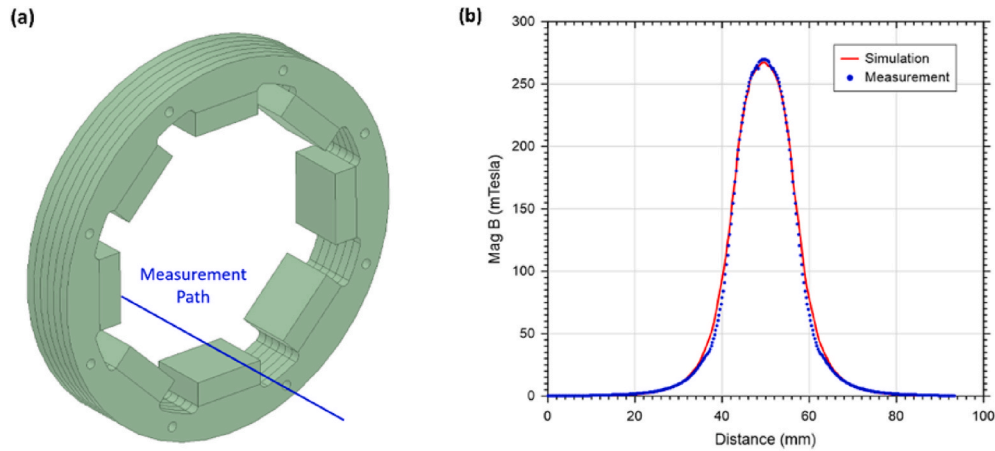 (a)
Measurement
Path
(b)
300
250
200
150
100
50
0
Mag B (mTesla)
Simulation
Measurement
0 20 40 60 80 100
Distance (mm)